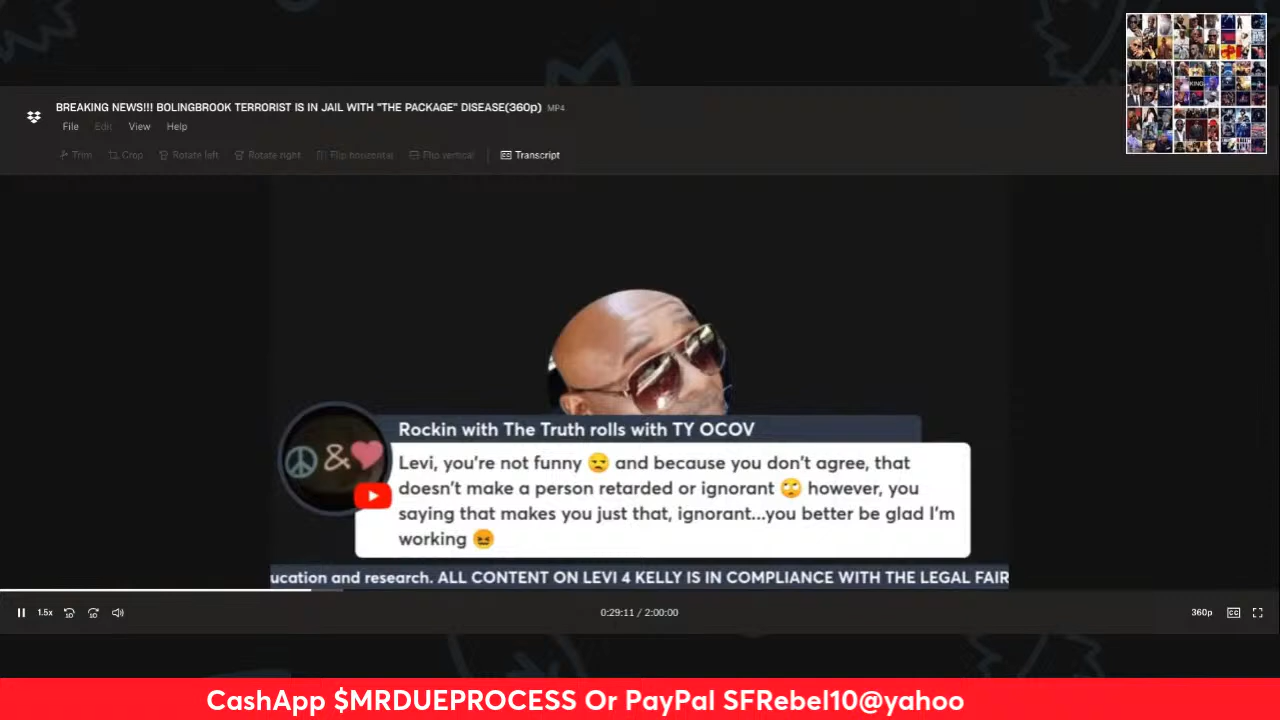 BREAKING NEWS!!! BOLINGBROOK TERRORIST IS IN JAIL WITH "THE PACKAGE" DISEASE(360p) MP4
File Edit View Help
Trim Crop Rotate left Rotate right Flip horizontal Flip vertical Transcript
Rockin with The Truth rolls with TY OCOV
Levi, you're not funny 😒 and because you don't agree, that
doesn't make a person retarded or ignorant 🙄 however, you
saying that makes you just that, ignorant...you better be glad I'm
working 😖
ucation and research. ALL CONTENT ON LEVI 4 KELLY IS IN COMPLIANCE WITH THE LEGAL FAIR
1.5x 10 10 0:29:11 / 2:00:00 360p CC
CashApp $MRDUEPROCESS Or PayPal SFRebel10@yahoo